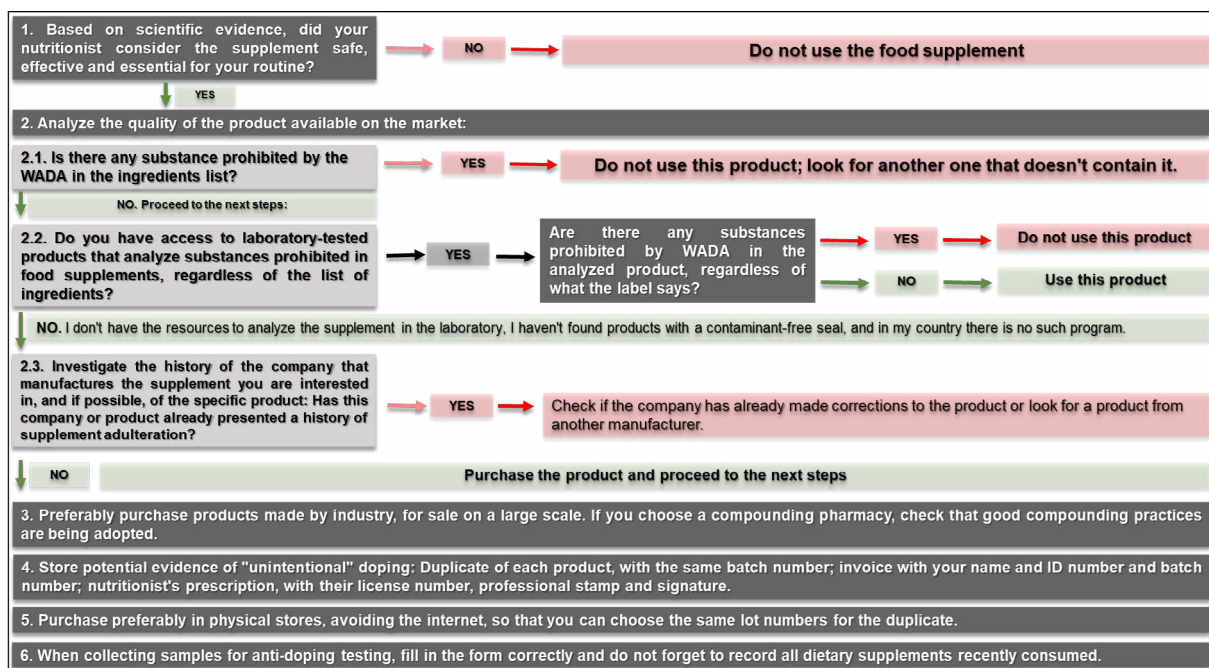 1. Based on scientific evidence, did your
nutritionist consider the supplement safe,
effective and essential for your routine?
NO
Do not use the food supplement
YES
2. Analyze the quality of the product available on the market:
2.1. Is there any substance prohibited by the
WADA in the ingredients list?
YES
Do not use this product; look for another one that doesn't contain it.
NO. Proceed to the next steps:
2.2. Do you have access to laboratory-tested
products that analyze substances prohibited in
food supplements, regardless of the list of
ingredients?
YES
Are there any substances
prohibited by WADA in the
analyzed product, regardless of
what the label says?
YES
Do not use this product
NO
Use this product
NO. I don't have the resources to analyze the supplement in the laboratory, I haven't found products with a contaminant-free seal, and in my country there is no such program.
2.3. Investigate the history of the company that
manufactures the supplement you are interested
in, and if possible, of the specific product: Has this
company or product already presented a history of
supplement adulteration?
YES
Check if the company has already made corrections to the product or look for a product from
another manufacturer.
NO
Purchase the product and proceed to the next steps
3. Preferably purchase products made by industry, for sale on a large scale. If you choose a compounding pharmacy, check that good compounding practices
are being adopted.
4. Store potential evidence of "unintentional" doping: Duplicate of each product, with the same batch number; invoice with your name and ID number and batch
number; nutritionist's prescription, with their license number, professional stamp and signature.
5. Purchase preferably in physical stores, avoiding the internet, so that you can choose the same lot numbers for the duplicate.
6. When collecting samples for anti-doping testing, fill in the form correctly and do not forget to record all dietary supplements recently consumed.